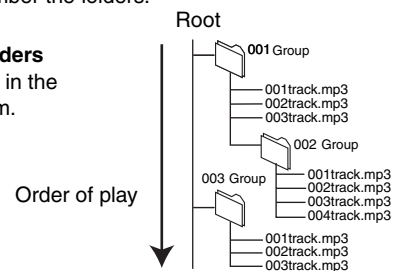 mber the folders.
Root
ders
in the
m.
001 Group
001track.mp3
002track.mp3
003track.mp3
002 Group
001track.mp3
002track.mp3
003track.mp3
004track.mp3
003 Group
Order of play
001track.mp3
002track.mp3
003track.mp3